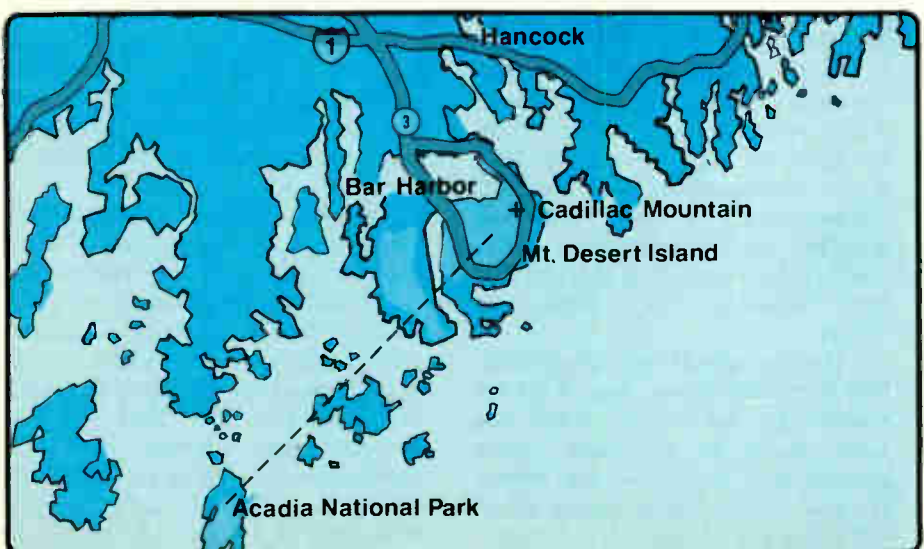 1
Hancock
3
Bar Harbor
Cadillac Mountain
Mt. Desert Island
Acadia National Park